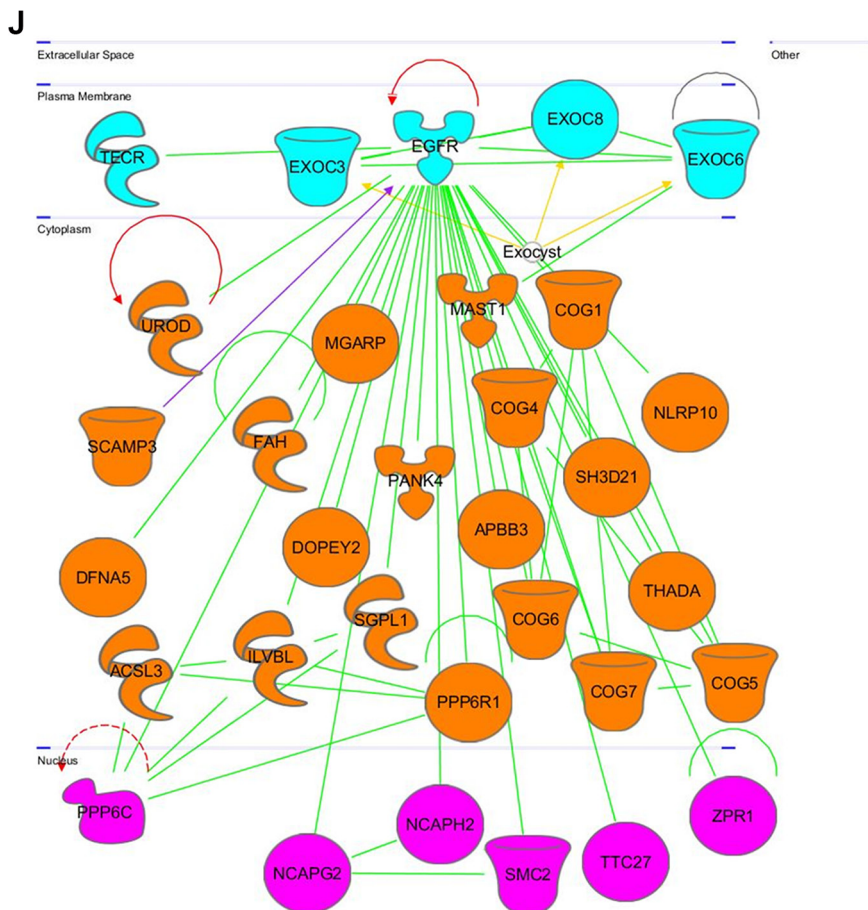 J
Extracellular Space
Other
Plasma Membrane
EXOC8
EGFR
TECR
EXOC3
EXOC6
Cytoplasm
Exocyst
MAST1
COG1
UROD
MGARP
COG4
NLRP10
SCAMP3
FAH
SH3D21
PANK4
APBB3
DOPEY2
DFNA5
THADA
SGPL1
COG6
ILVBL
ACSL3
COG5
COG7
PPP6R1
Nucleus
PPP6C
ZPR1
NCAPH2
TTC27
NCAPG2
SMC2